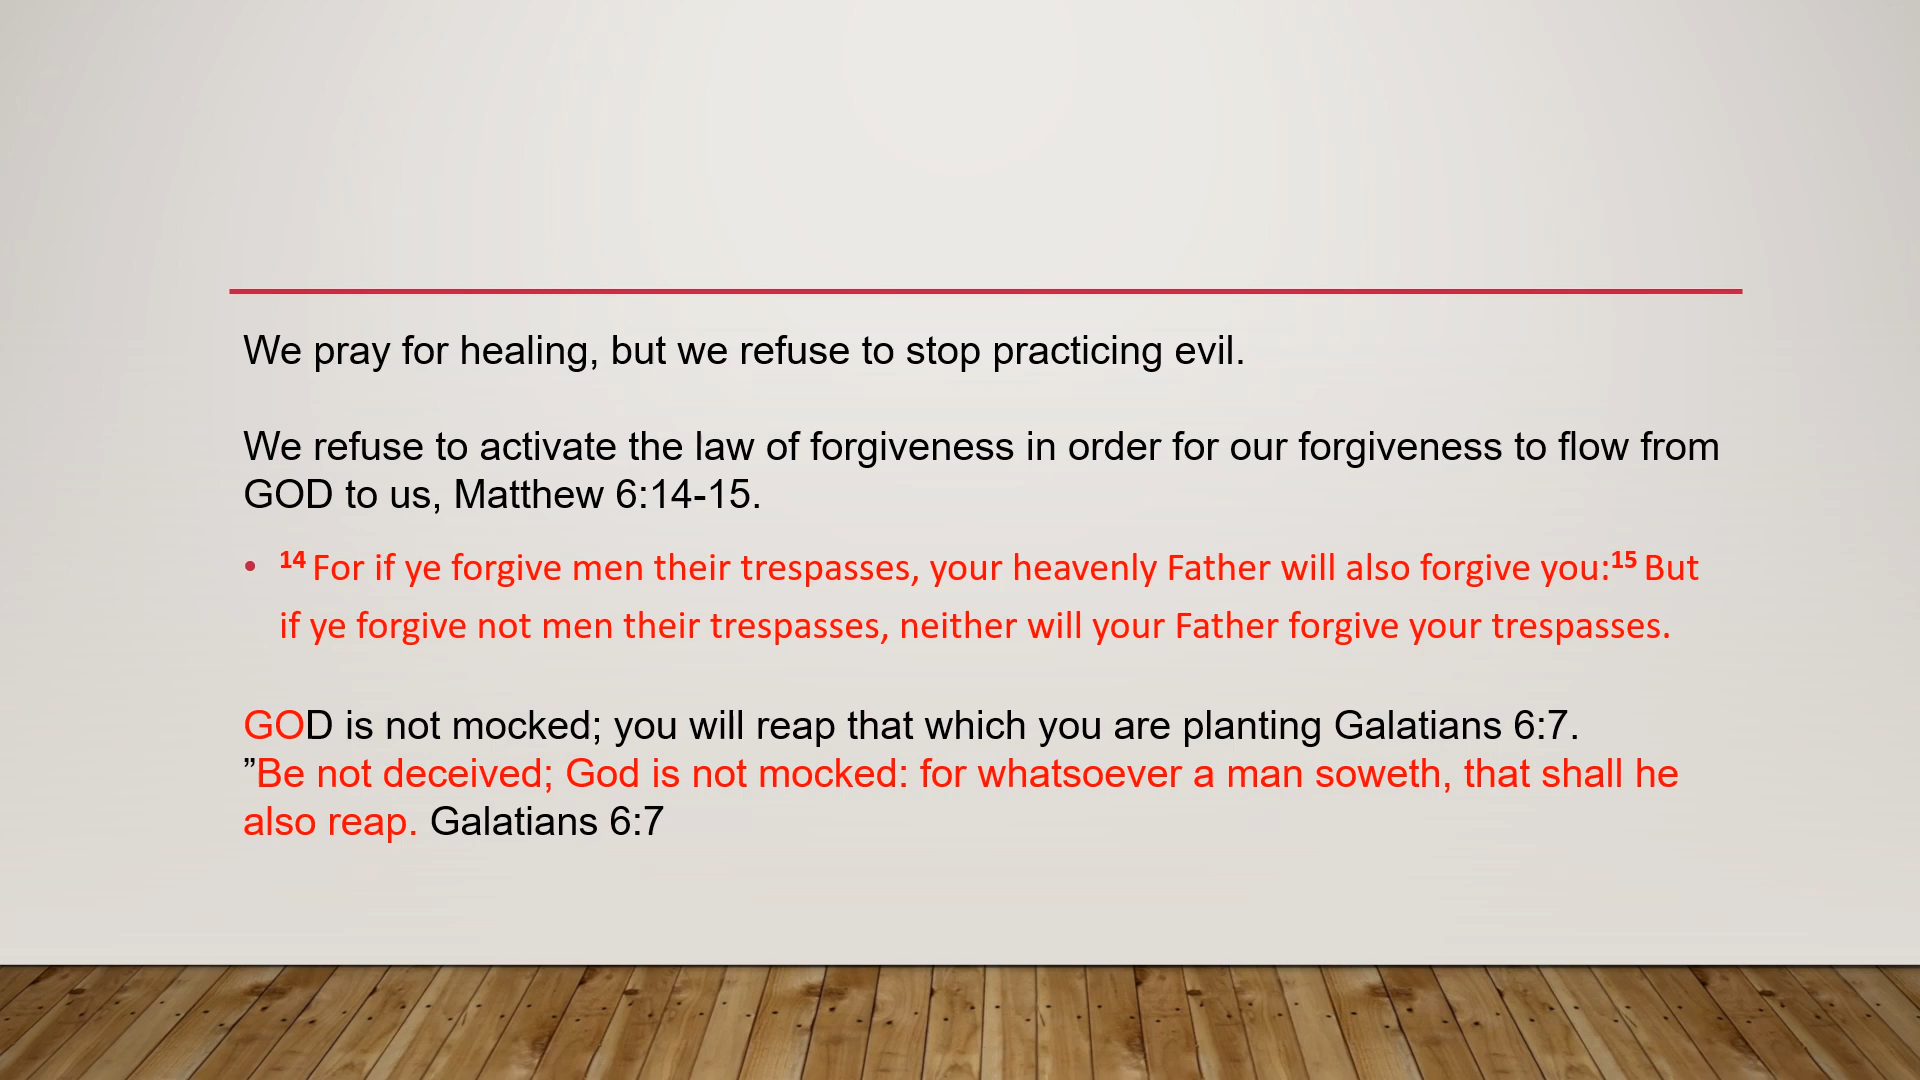 We pray for healing, but we refuse to stop practicing evil.
We refuse to activate the law of forgiveness in order for our forgiveness to flow from
GOD to us, Matthew 6:14-15.
• 14 For if ye forgive men their trespasses, your heavenly Father will also forgive you:15 But
if ye forgive not men their trespasses, neither will your Father forgive your trespasses.
GOD is not mocked; you will reap that which you are planting Galatians 6:7.
”Be not deceived; God is not mocked: for whatsoever a man soweth, that shall he
also reap. Galatians 6:7